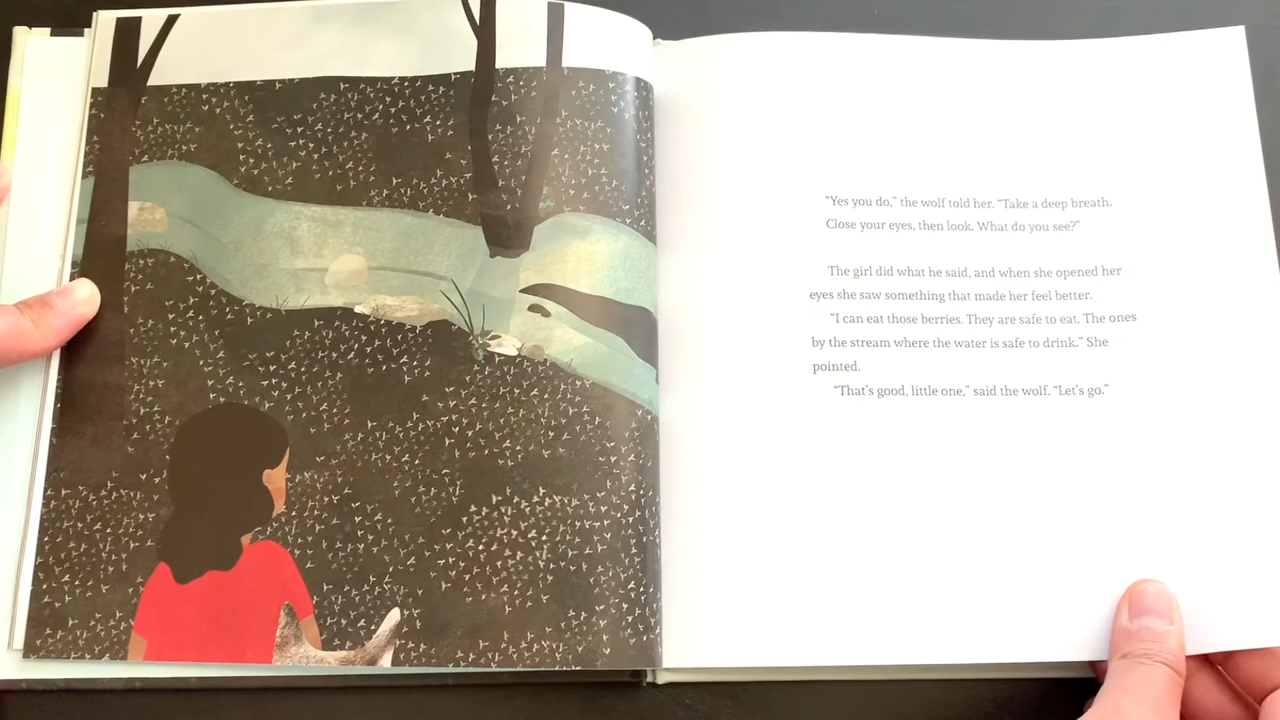 “Yes you do,” the wolf told her. “Take a deep breath.
Close your eyes, then look. What do you see?”
The girl did what he said, and when she opened her
eyes she saw something that made her feel better.
“I can eat those berries. They are safe to eat. The ones
by the stream where the water is safe to drink.” She
pointed.
“That’s good, little one,” said the wolf. “Let’s go.”